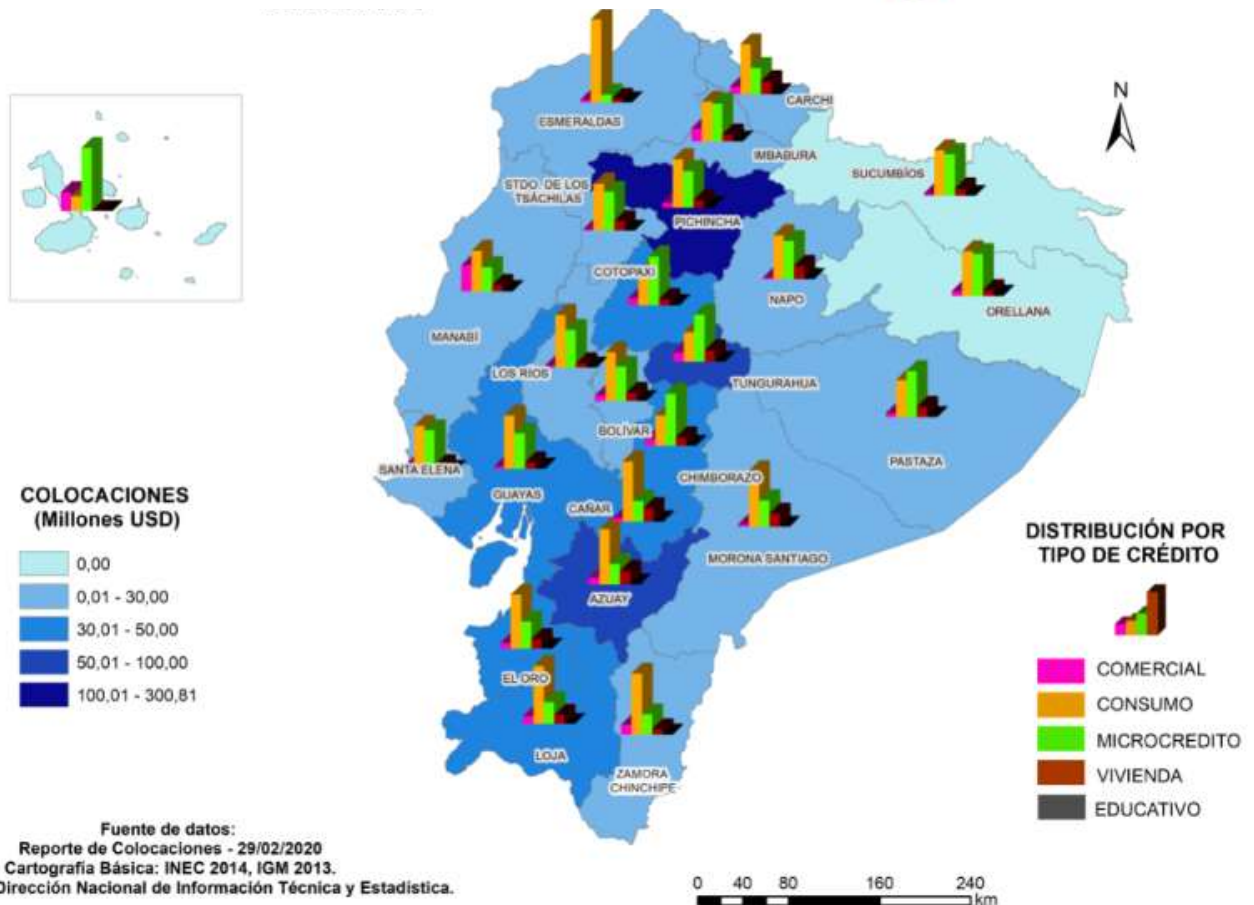 CARCHI
ESMERALDAS
IMBABURA
SUCUMBÍOS
STDO. DE LOS
TSÁCHILAS
PICHINCHA
COTOPAXI
NAPO
ORELLANA
MANABÍ
LOS RÍOS
TUNGURAHUA
BOLÍVAR
PASTAZA
SANTA ELENA
GUAYAS
CHIMBORAZO
CAÑAR
MORONA SANTIAGO
AZUAY
EL ORO
LOJA
ZAMORA
CHINCHIPE
N
COLOCACIONES
(Millones USD)
0,00
0,01 - 30,00
30,01 - 50,00
50,01 - 100,00
100,01 - 300,81
DISTRIBUCIÓN POR
TIPO DE CRÉDITO
COMERCIAL
CONSUMO
MICROCREDITO
VIVIENDA
EDUCATIVO
Fuente de datos:
Reporte de Colocaciones - 29/02/2020
Cartografía Básica: INEC 2014, IGM 2013.
Dirección Nacional de Información Técnica y Estadística.
0 40 80 160 240
km